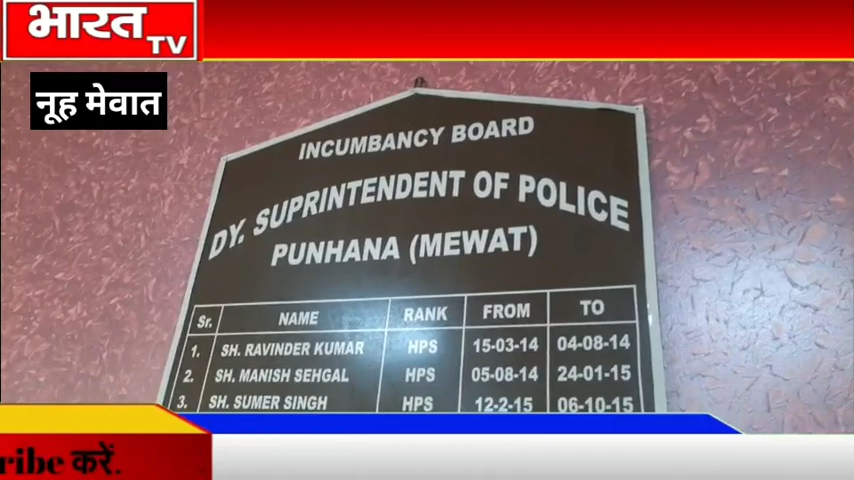 भारत
TV
नूह मेवात
INCUMBANCY BOARD
DY. SUPRINTENDENT OF POLICE
PUNHANA (MEWAT)
Sr. NAME RANK FROM TO
1. SH. RAVINDER KUMAR HPS 15-03-14 04-08-14
2. SH. MANISH SEHGAL HPS 05-08-14 24-01-15
3. SH. SUMER SINGH HPS 12-2-15 06-10-15
ribe करें.